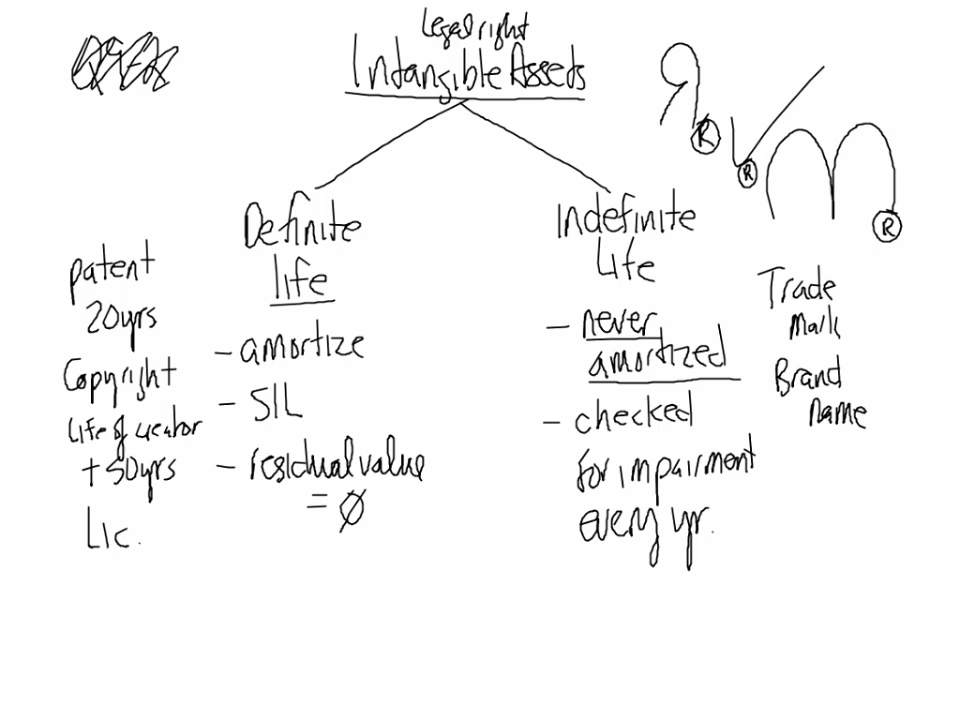 Legal right
Intangible Assets
R
R
R
Definite
life
- amortize
- S/L
- residual value
= Ø
patent
20yrs
Copyright
Life of creator
+ 50yrs
Lic.
Indefinite
Life
- never
amortized
- checked
for impairment
every yr.
Trade
Mark
Brand
name